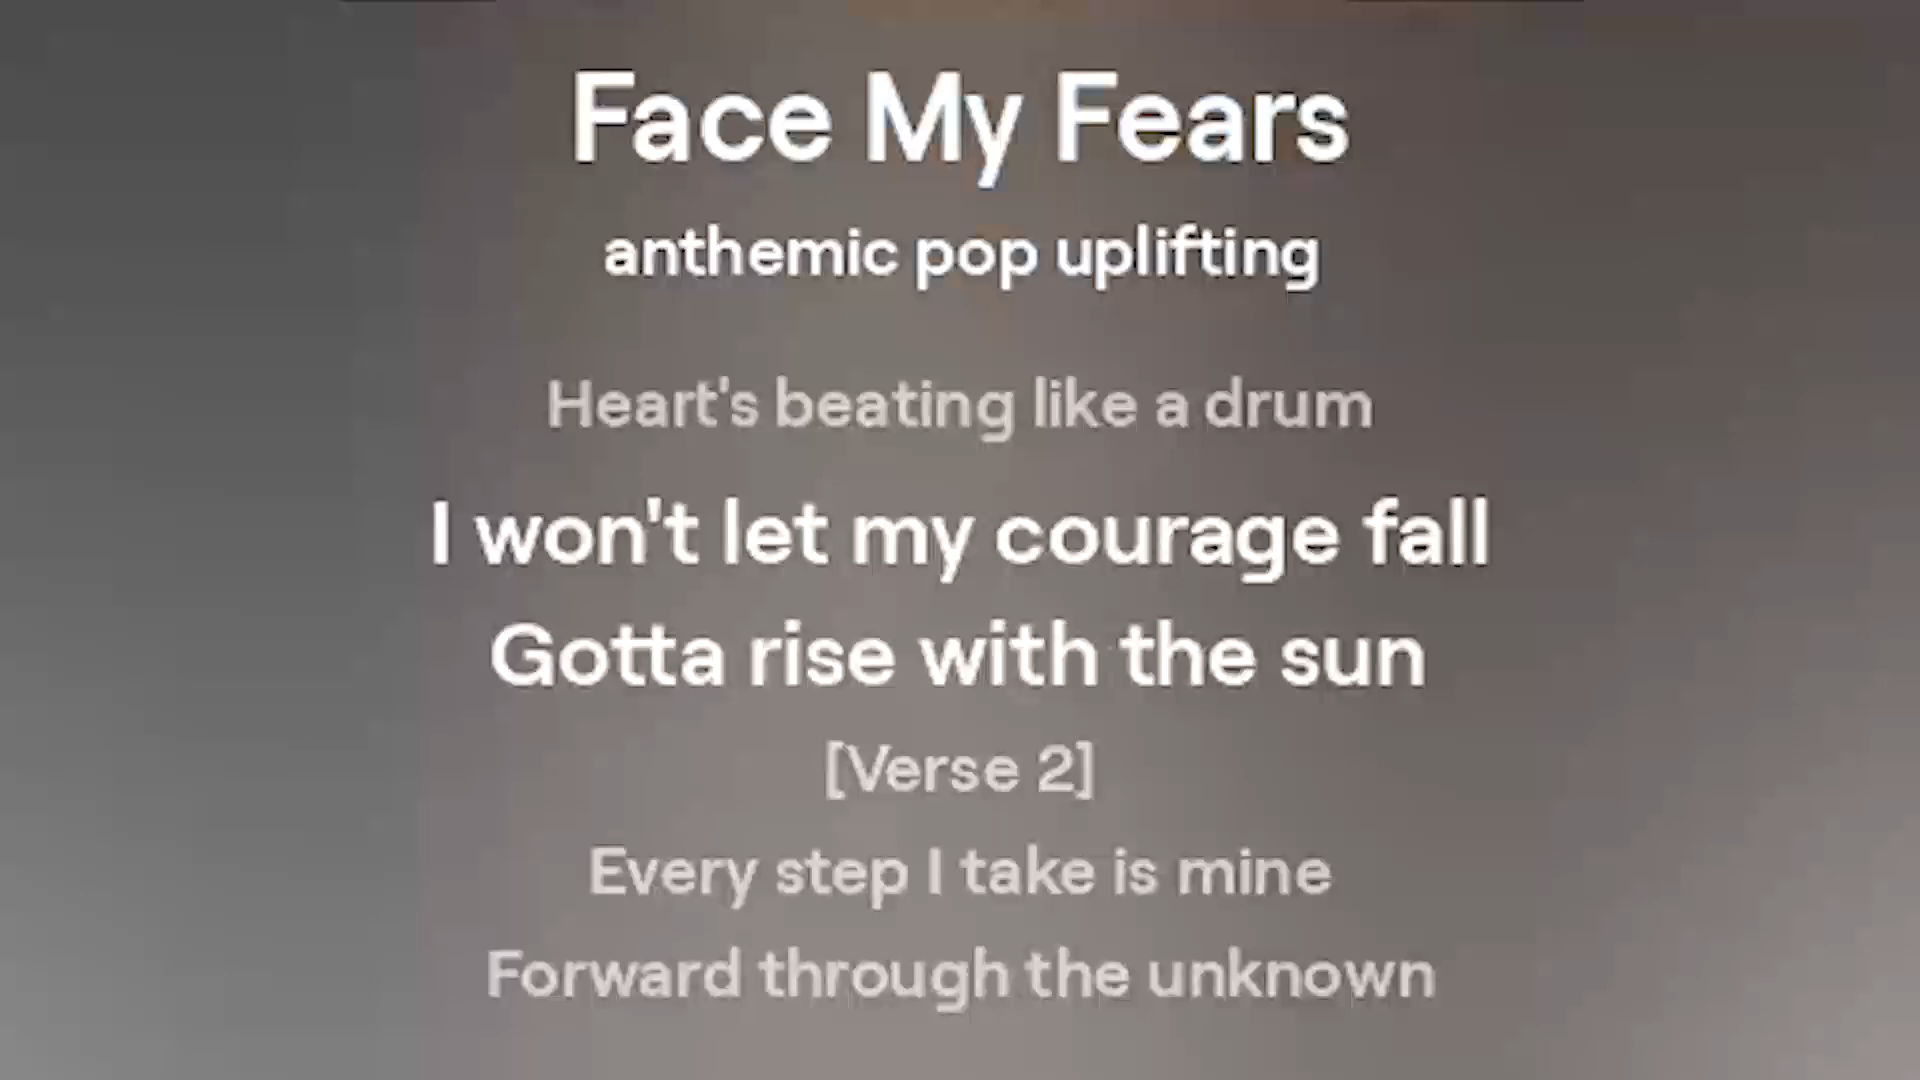 Face My Fears
anthemic pop uplifting
Heart's beating like a drum
I won't let my courage fall
Gotta rise with the sun
[Verse 2]
Every step I take is mine
Forward through the unknown